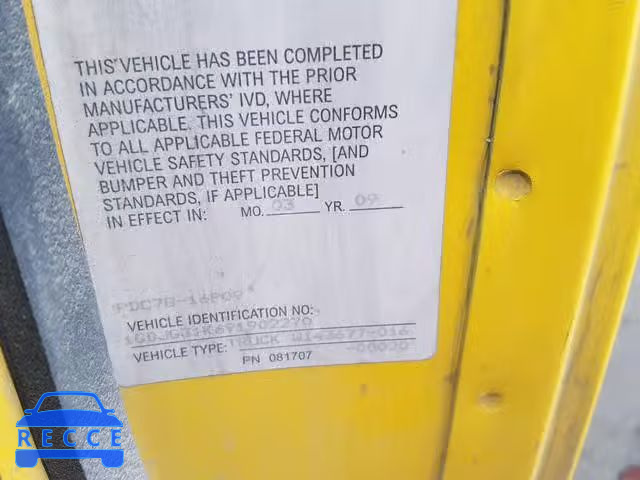 THIS VEHICLE HAS BEEN COMPLETED
IN ACCORDANCE WITH THE PRIOR
MANUFACTURERS' IVD, WHERE
APPLICABLE. THIS VEHICLE CONFORMS
TO ALL APPLICABLE FEDERAL MOTOR
VEHICLE SAFETY STANDARDS, [AND
BUMPER AND THEFT PREVENTION
STANDARDS, IF APPLICABLE]
IN EFFECT IN: MO. 03 YR. 09
VEHICLE IDENTIFICATION NUMBER:
VEHICLE TYPE: TRUCK
PN 081707
RECCE